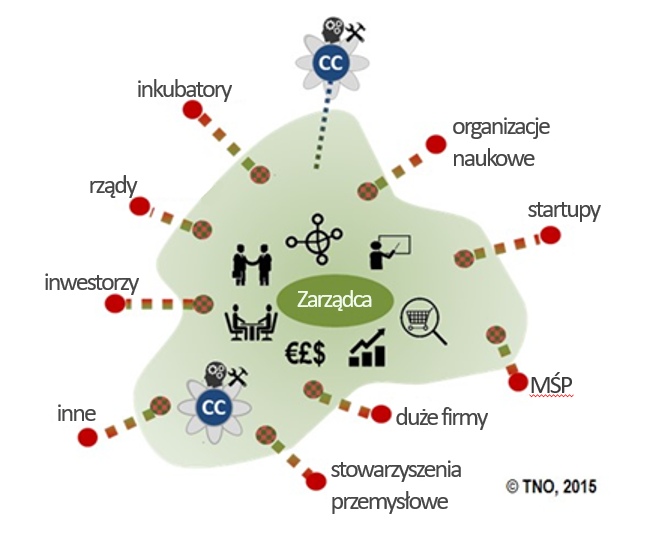 CC
inkubatory
organizacje
naukowe
rządy
startupy
inwestorzy
Zarządca
€£$
MŚP
CC
inne
duże firmy
stowarzyszenia
przemysłowe
© TNO, 2015